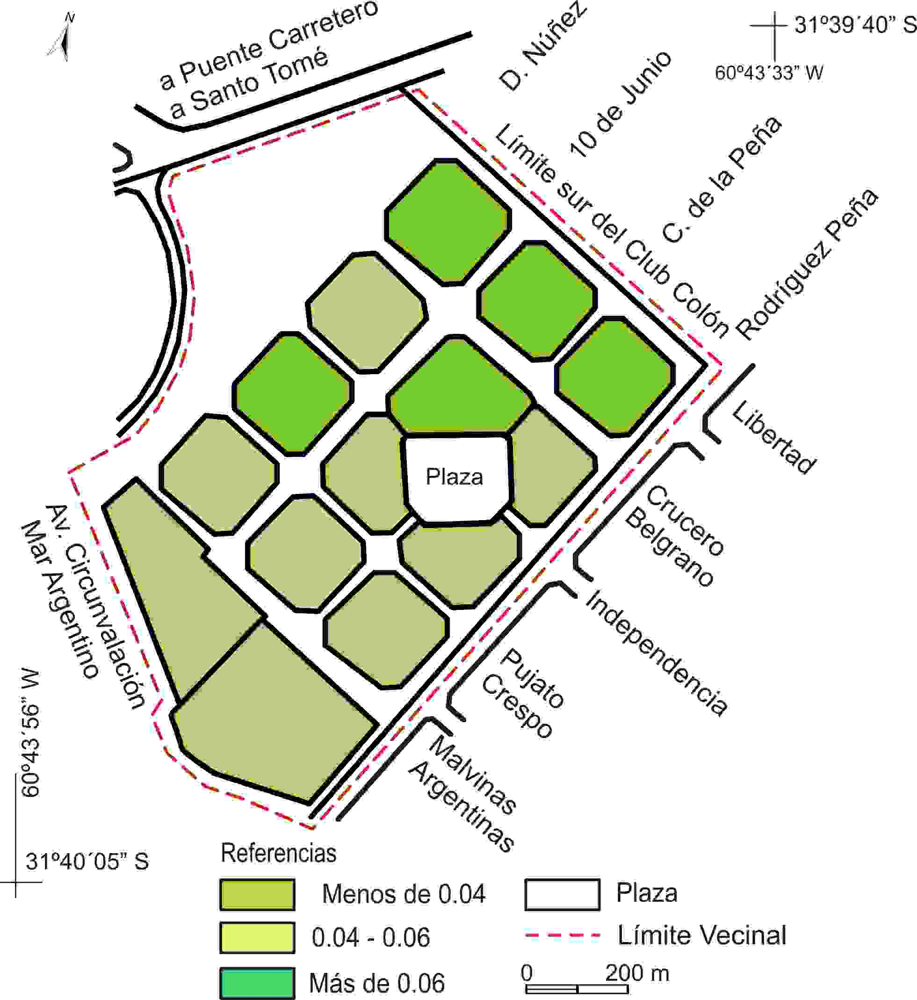 N
a Puente Carretero
a Santo Tomé
D. Núñez
10 de Junio
C. de la Peña
Rodríguez Peña
31º39´40” S
60º43´33” W
Límite sur del Club Colón
Libertad
Crucero
Belgrano
Independencia
Pujato
Crespo
Malvinas
Argentinas
Plaza
Av. Circunvalación
Mar Argentino
60º43´56” W
31º40´05” S
Referencias
Menos de 0.04
0.04 - 0.06
Más de 0.06
Plaza
Límite Vecinal
0 200 m